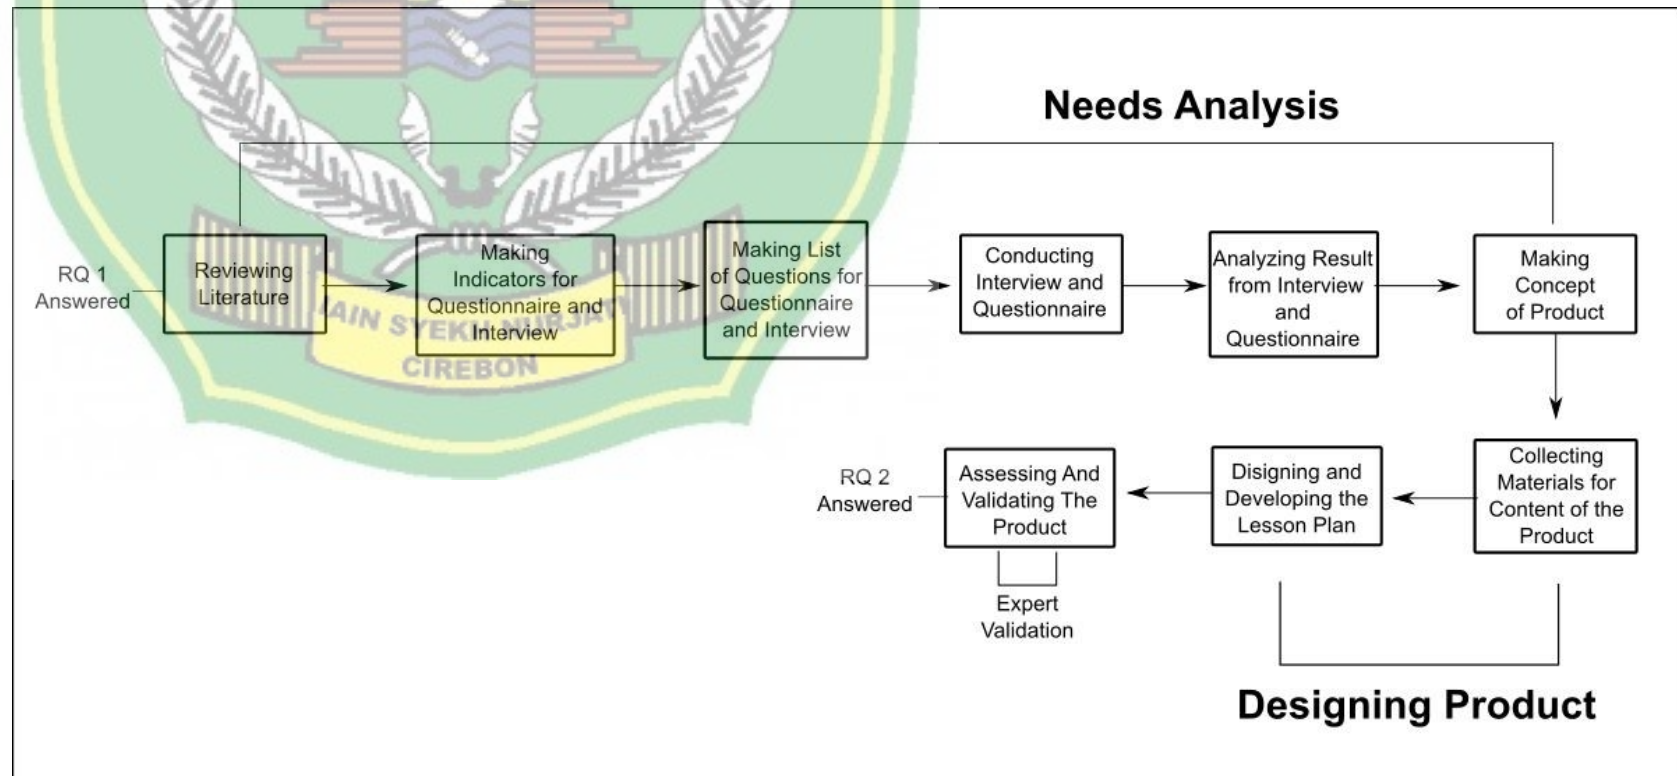 Needs Analysis
RQ 1
Answered
Reviewing
Literature
Making
Indicators for
Questionnaire and
Interview
Making List
of Questions for
Questionnaire
and Interview
Conducting
Interview and
Questionnaire
Analyzing Result
from Interview
and
Questionnaire
Making
Concept
of Product
IAIN SYEKH NURJATI
CIREBON
RQ 2
Answered
Assessing And
Validating The
Product
Disigning and
Developing the
Lesson Plan
Collecting
Materials for
Content of the
Product
Expert
Validation
Designing Product